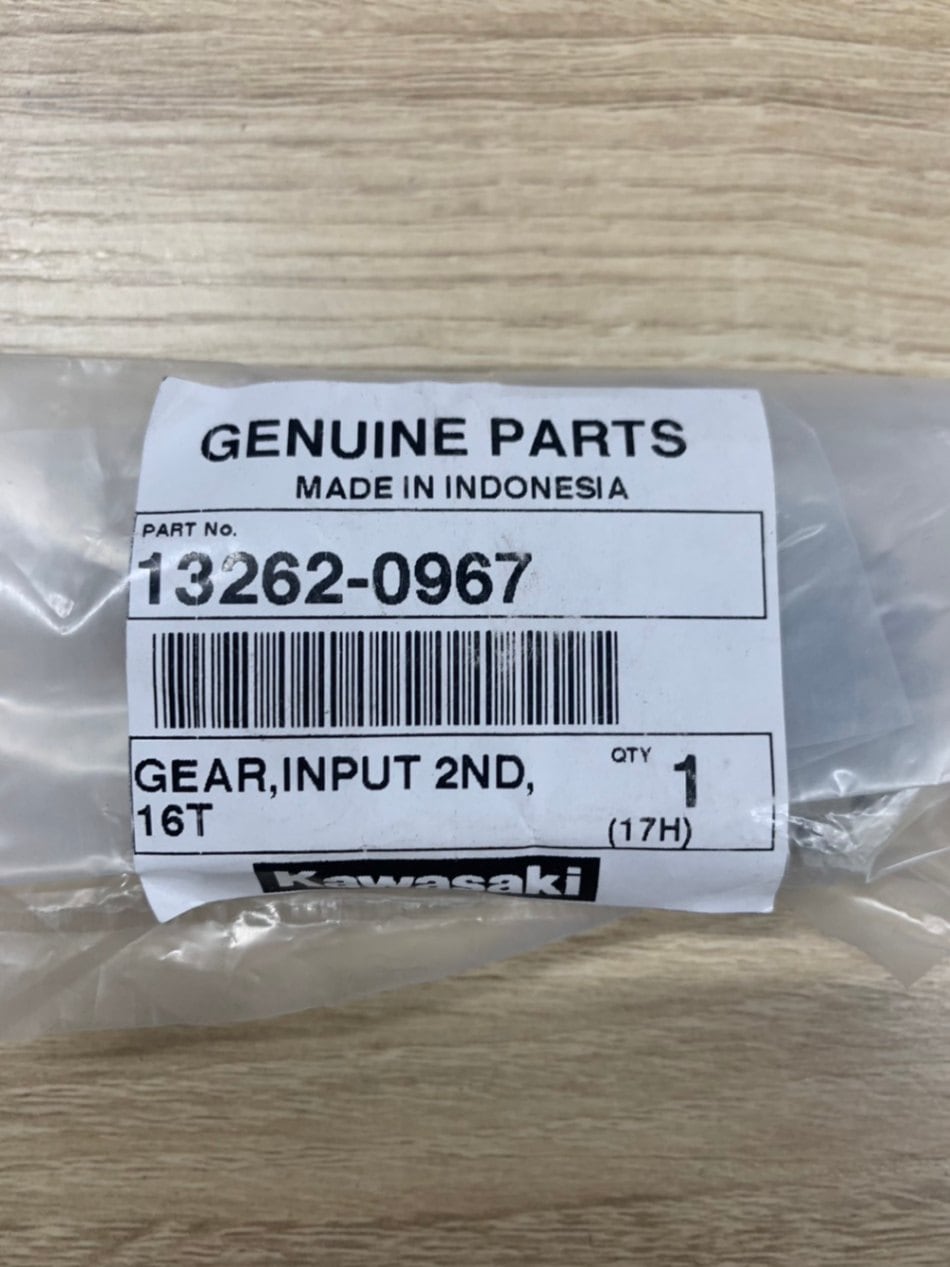 GENUINE PARTS
MADE IN INDONESIA
PART No.
13262-0967
GEAR,INPUT 2ND,
16T
QTY 1
(17H)
Kawasaki